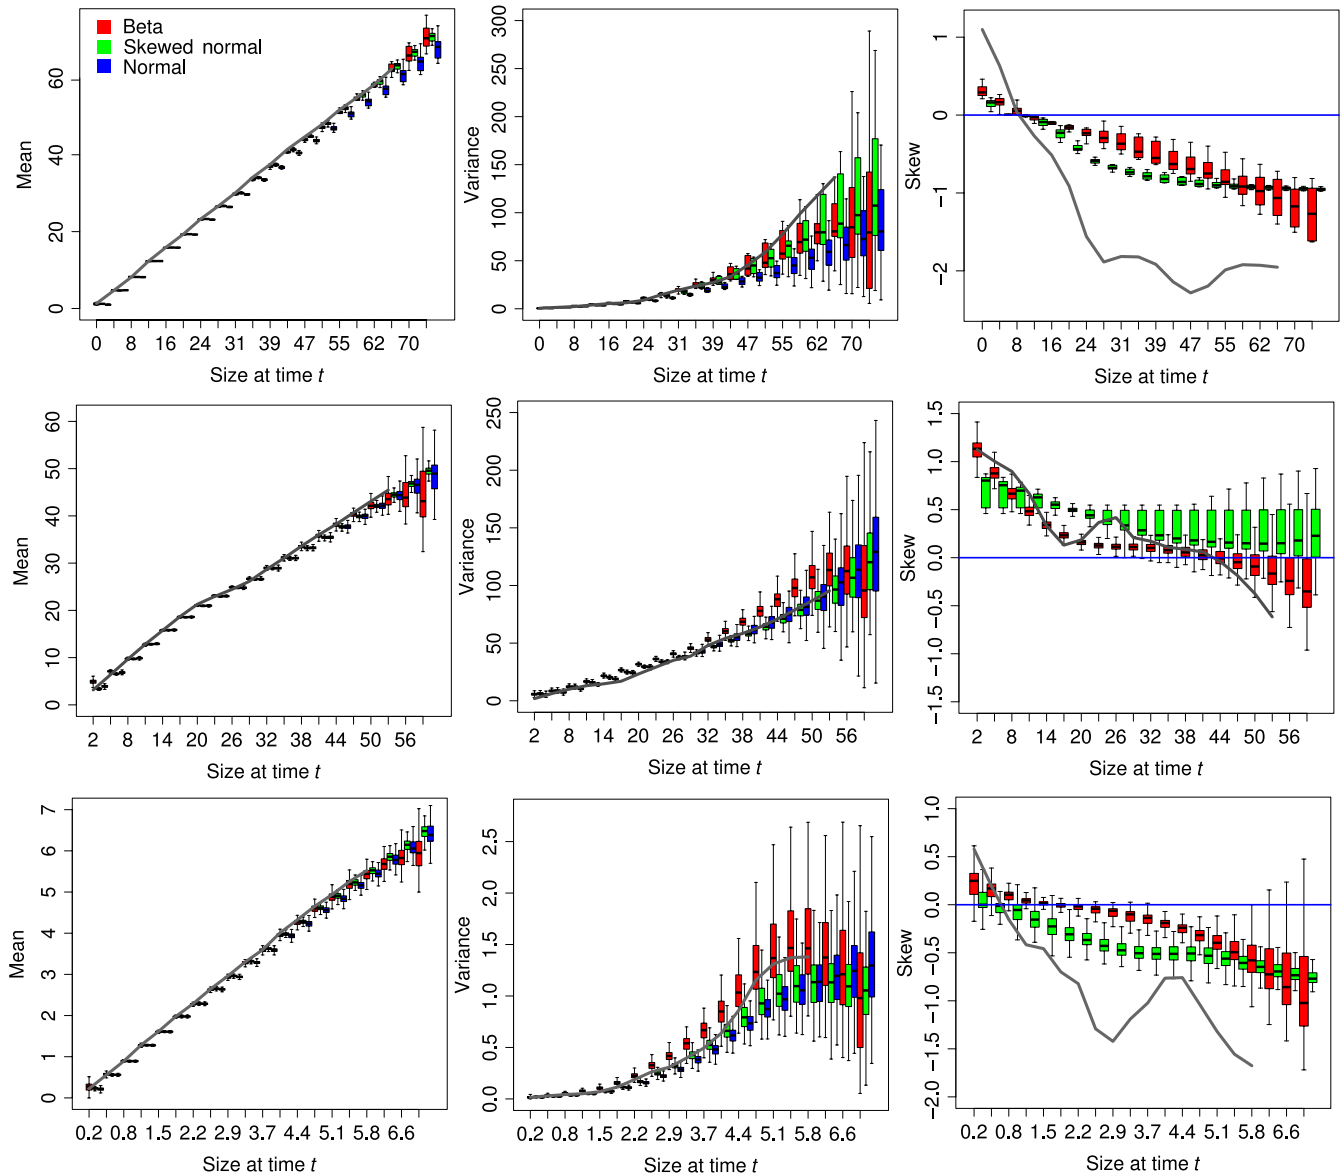 Beta
Skewed normal
Normal
Mean
0
20
40
60
0 8 16 24 31 39 47 55 62 70
Size at time t
Variance
0
50
100
150
200
250
300
0 8 16 24 31 39 47 55 62 70
Size at time t
Skew
−2
−1
0
1
0 8 16 24 31 39 47 55 62 70
Size at time t
Mean
0
10
20
30
40
50
60
2 8 14 20 26 32 38 44 50 56
Size at time t
Variance
0
50
100
150
200
250
2 8 14 20 26 32 38 44 50 56
Size at time t
Skew
−1.5
−1.0
−0.5
0.0
0.5
1.0
1.5
2 8 14 20 26 32 38 44 50 56
Size at time t
Mean
0
1
2
3
4
5
6
7
0.2 0.8 1.5 2.2 2.9 3.7 4.4 5.1 5.8 6.6
Size at time t
Variance
0.0
0.5
1.0
1.5
2.0
2.5
0.2 0.8 1.5 2.2 2.9 3.7 4.4 5.1 5.8 6.6
Size at time t
Skew
−2.0
−1.5
−1.0
−0.5
0.0
0.5
1.0
0.2 0.8 1.5 2.2 2.9 3.7 4.4 5.1 5.8 6.6
Size at time t